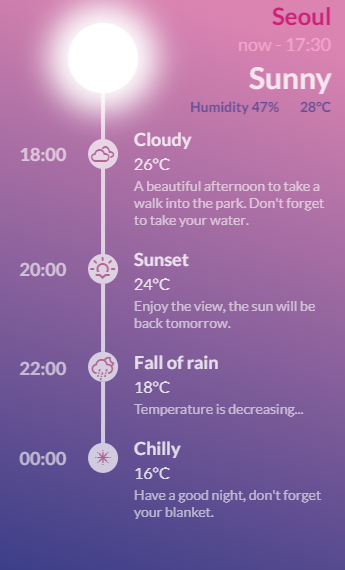 Seoul
now - 17:30
Sunny
Humidity 47% 28°C
18:00
Cloudy
26°C
A beautiful afternoon to take a
walk into the park. Don't forget
to take your water.
20:00
Sunset
24°C
Enjoy the view, the sun will be
back tomorrow.
22:00
Fall of rain
18°C
Temperature is decreasing...
00:00
Chilly
16°C
Have a good night, don't forget
your blanket.